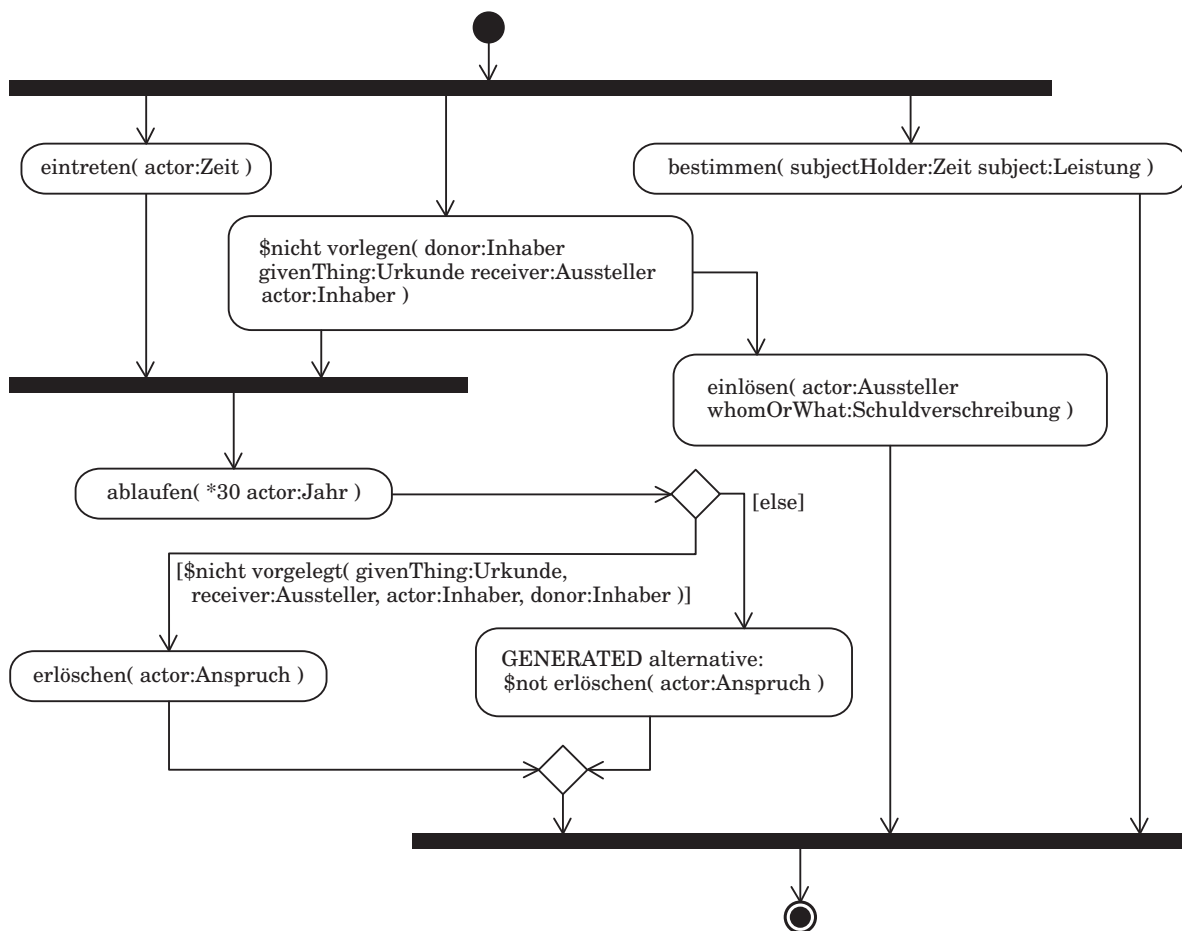 eintreten( actor:Zeit )
bestimmen( subjectHolder:Zeit subject:Leistung )
$nicht vorlegen( donor:Inhaber
givenThing:Urkunde receiver:Aussteller
actor:Inhaber )
einlösen( actor:Aussteller
whomOrWhat:Schuldverschreibung )
ablaufen( *30 actor:Jahr )
[else]
[$nicht vorgelegt( givenThing:Urkunde,
receiver:Aussteller, actor:Inhaber, donor:Inhaber )]
erlöschen( actor:Anspruch )
GENERATED alternative:
$not erlöschen( actor:Anspruch )